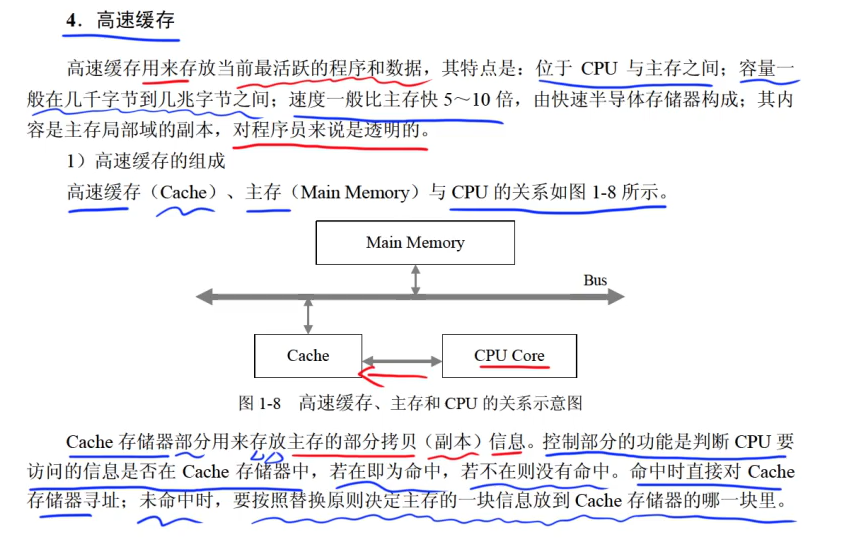 4．高速缓存
高速缓存用来存放当前最活跃的程序和数据，其特点是：位于 CPU 与主存之间；容量一
般在几千字节到几兆字节之间；速度一般比主存快 5～10 倍，由快速半导体存储器构成；其内
容是主存局部域的副本，对程序员来说是透明的。
1）高速缓存的组成
高速缓存（Cache）、主存（Main Memory）与 CPU 的关系如图 1-8 所示。
Main Memory
Bus
Cache
CPU Core
图 1-8 高速缓存、主存和 CPU 的关系示意图
Cache 存储器部分用来存放主存的部分拷贝（副本）信息。控制部分的功能是判断 CPU 要
访问的信息是否在 Cache 存储器中，若在即为命中，若不在则没有命中。命中时直接对 Cache
存储器寻址；未命中时，要按照替换原则决定主存的一块信息放到 Cache 存储器的哪一块里。